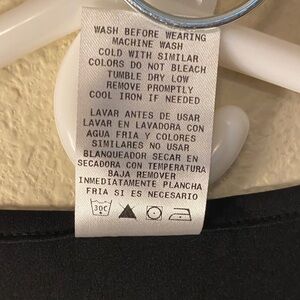 WASH BEFORE WEARING
MACHINE WASH
COLD WITH SIMILAR
COLORS DO NOT BLEACH
TUMBLE DRY LOW
REMOVE PROMPTLY
COOL IRON IF NEEDED
LAVAR ANTES DE USAR
LAVAR EN LAVADORA CON
AGUA FRIA Y COLORES
SIMILARES NO USAR
BLANQUEADOR SECAR EN
SECADORA CON TEMPERATURA
BAJA REMOVER
INMEDIATEMENTE PLANCHA
FRIA SI ES NECESARIO
30C